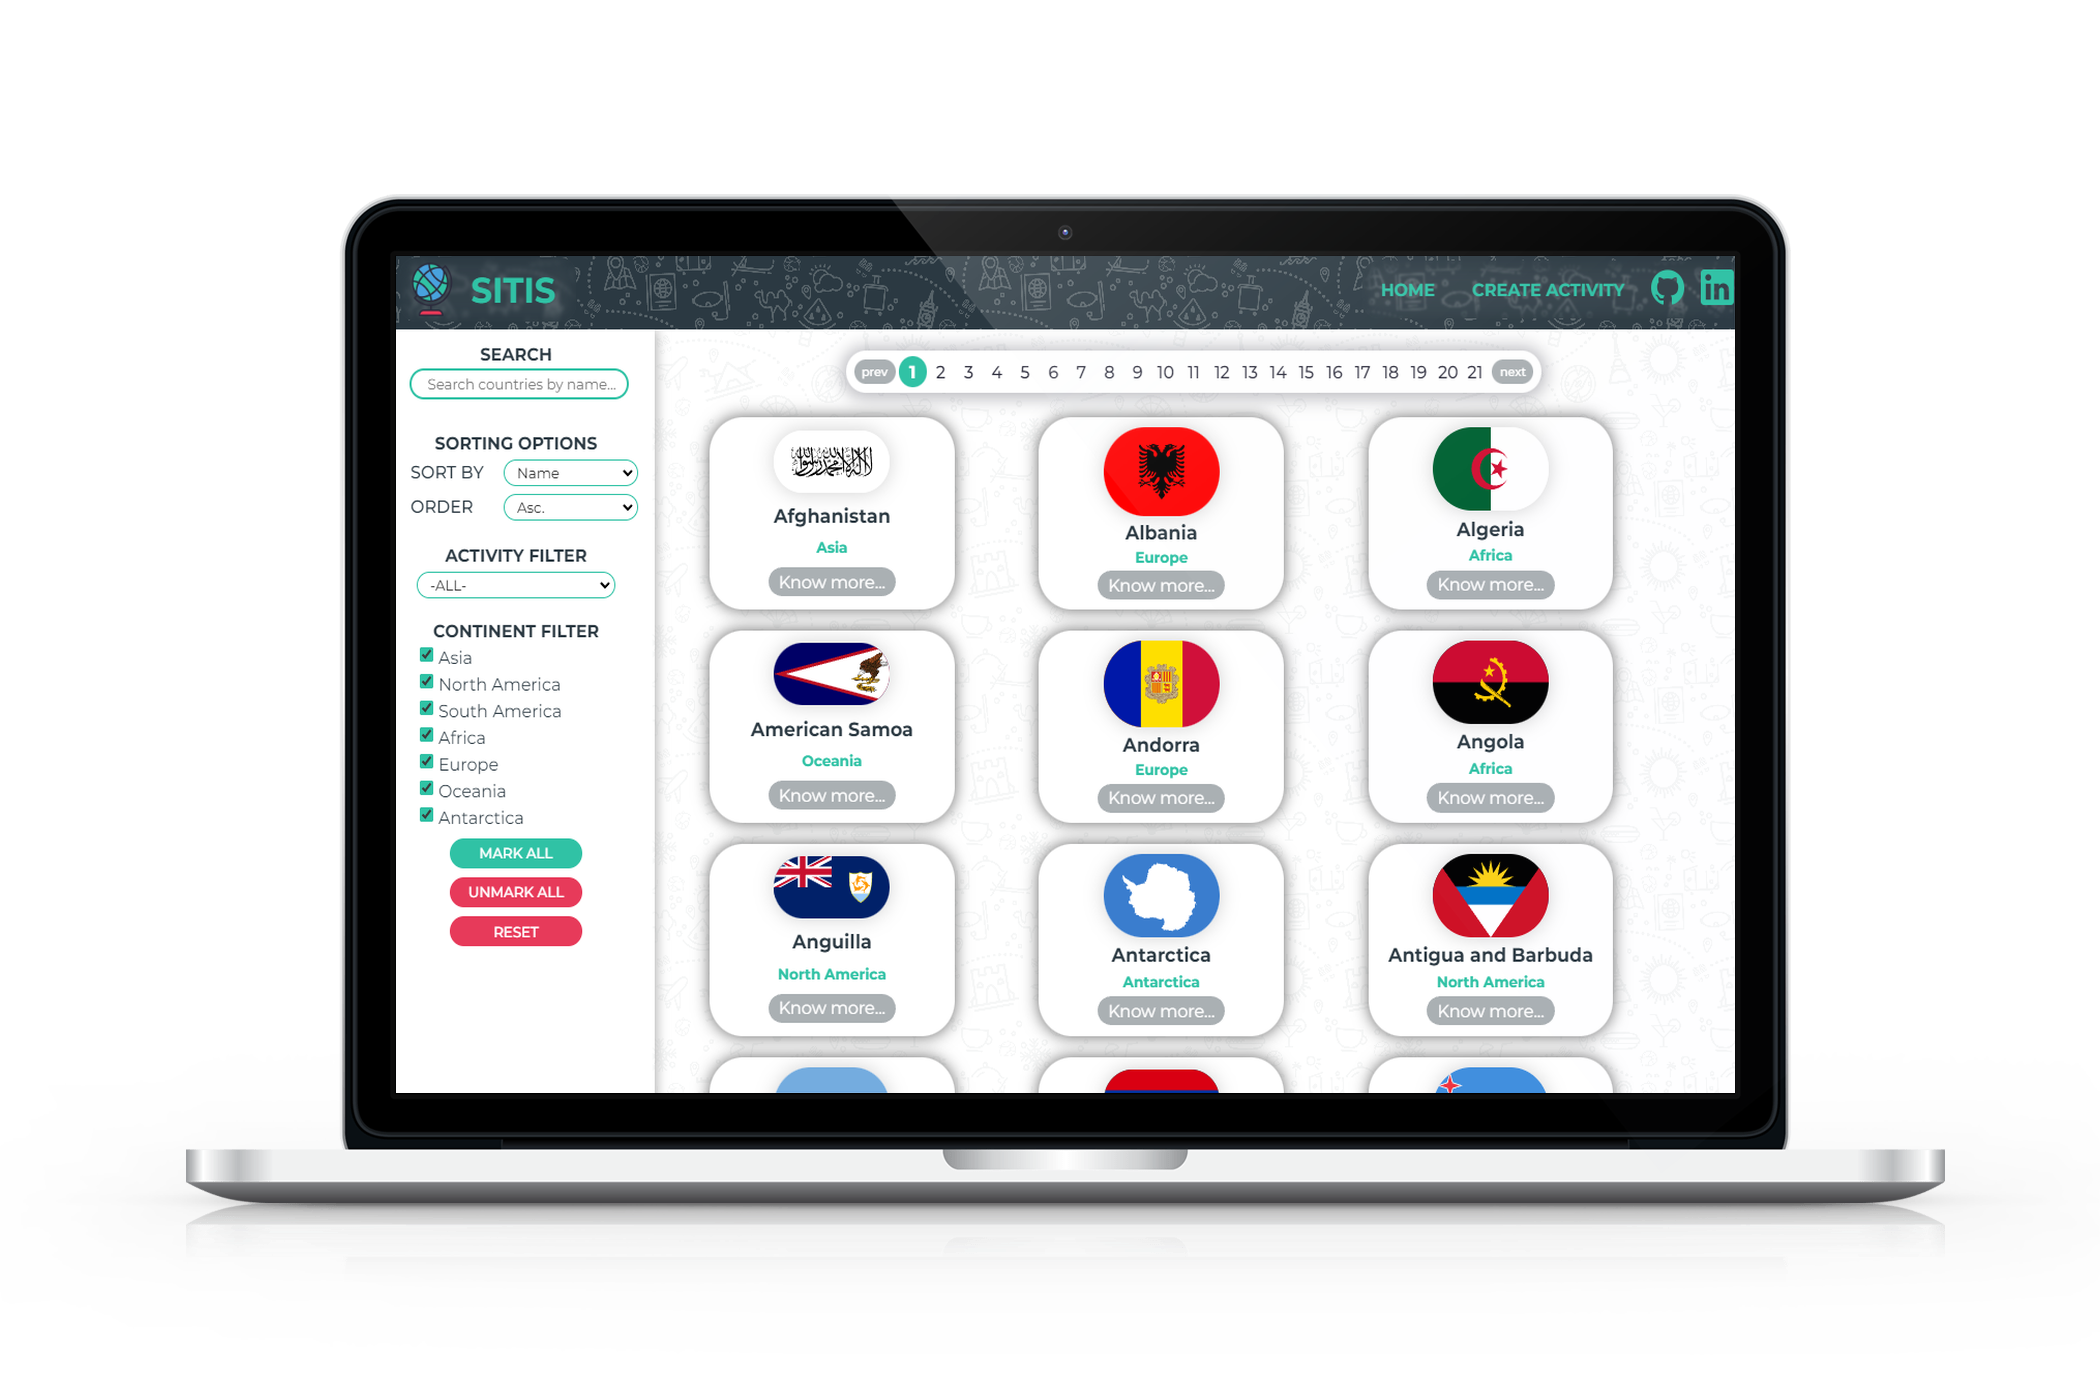 SITIS
HOME
CREATE ACTIVITY
in
SEARCH
Search countries by name...
SORTING OPTIONS
SORT BY
Name
ORDER
Asc.
ACTIVITY FILTER
-ALL-
CONTINENT FILTER
Asia
North America
South America
Africa
Europe
Oceania
Antarctica
MARK ALL
UNMARK ALL
RESET
prev 1 2 3 4 5 6 7 8 9 10 11 12 13 14 15 16 17 18 19 20 21 next
Afghanistan
Asia
Know more...
Albania
Europe
Know more...
Algeria
Africa
Know more...
American Samoa
Oceania
Know more...
Andorra
Europe
Know more...
Angola
Africa
Know more...
Anguilla
North America
Know more...
Antarctica
Antarctica
Know more...
Antigua and Barbuda
North America
Know more...